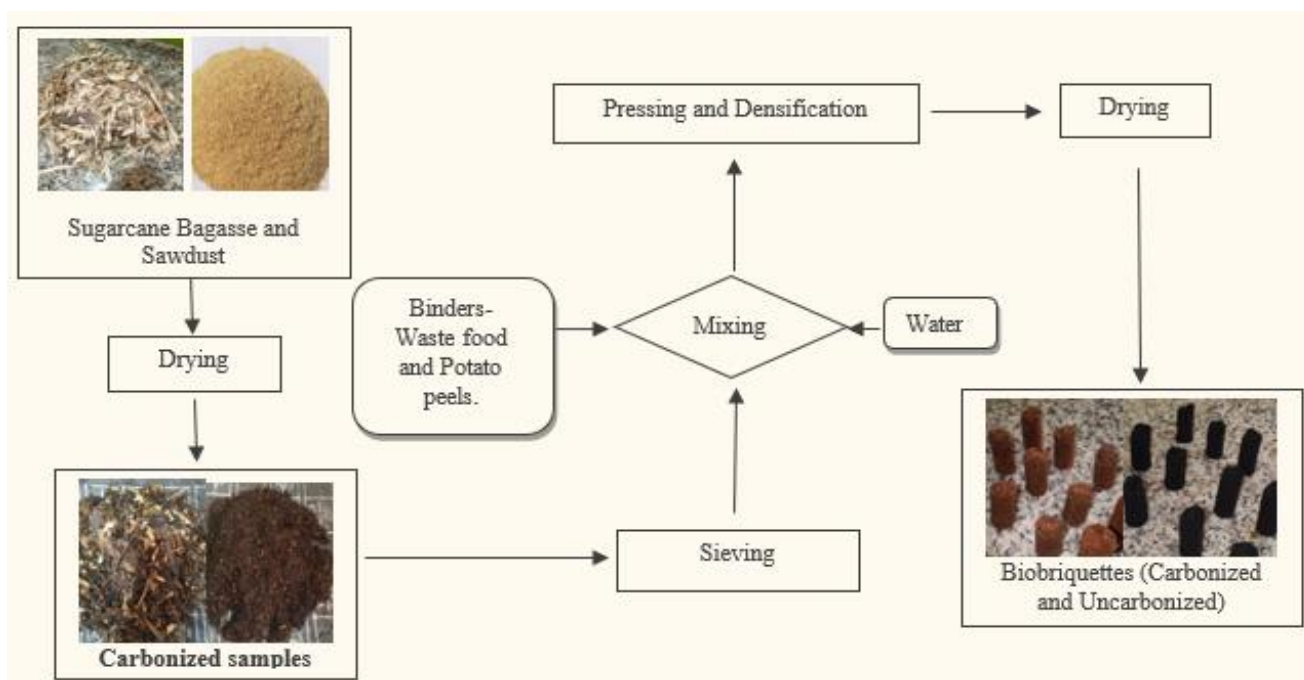 Sugarcane Bagasse and
Sawdust
Drying
Carbonized samples
Binders-
Waste food
and Potato
peels.
Mixing
Water
Sieving
Pressing and Densification
Drying
Biobriquettes (Carbonized
and Uncarbonized)